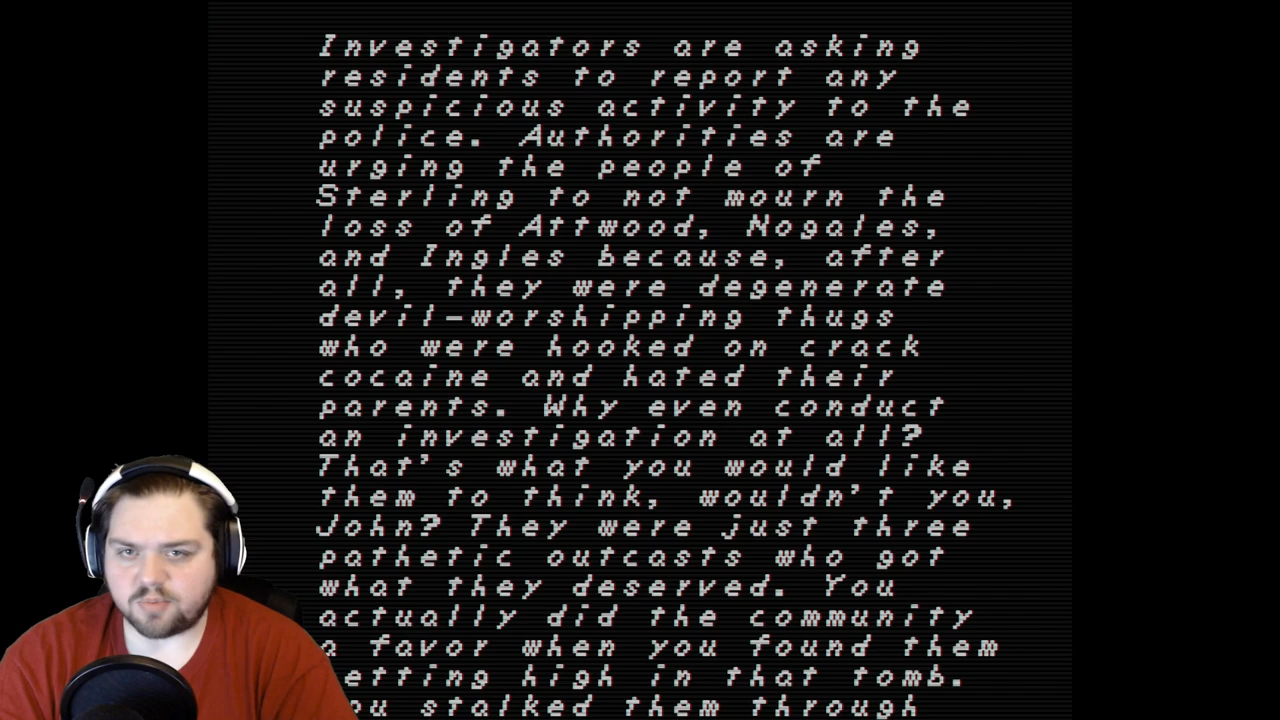 Investigators are asking
residents to report any
suspicious activity to the
police. Authorities are
urging the people of
Sterling to not mourn the
loss of Attwood, Nogales,
and Ingles because, after
all, they were degenerate
devil-worshipping thugs
who were hooked on crack
cocaine and hated their
parents. Why even conduct
an investigation at all?
That's what you would like
them to think, wouldn't you,
John? They were just three
pathetic outcasts who got
what they deserved. You
actually did the community
a favor when you found them
etting high in that tomb.
ou stalked them through